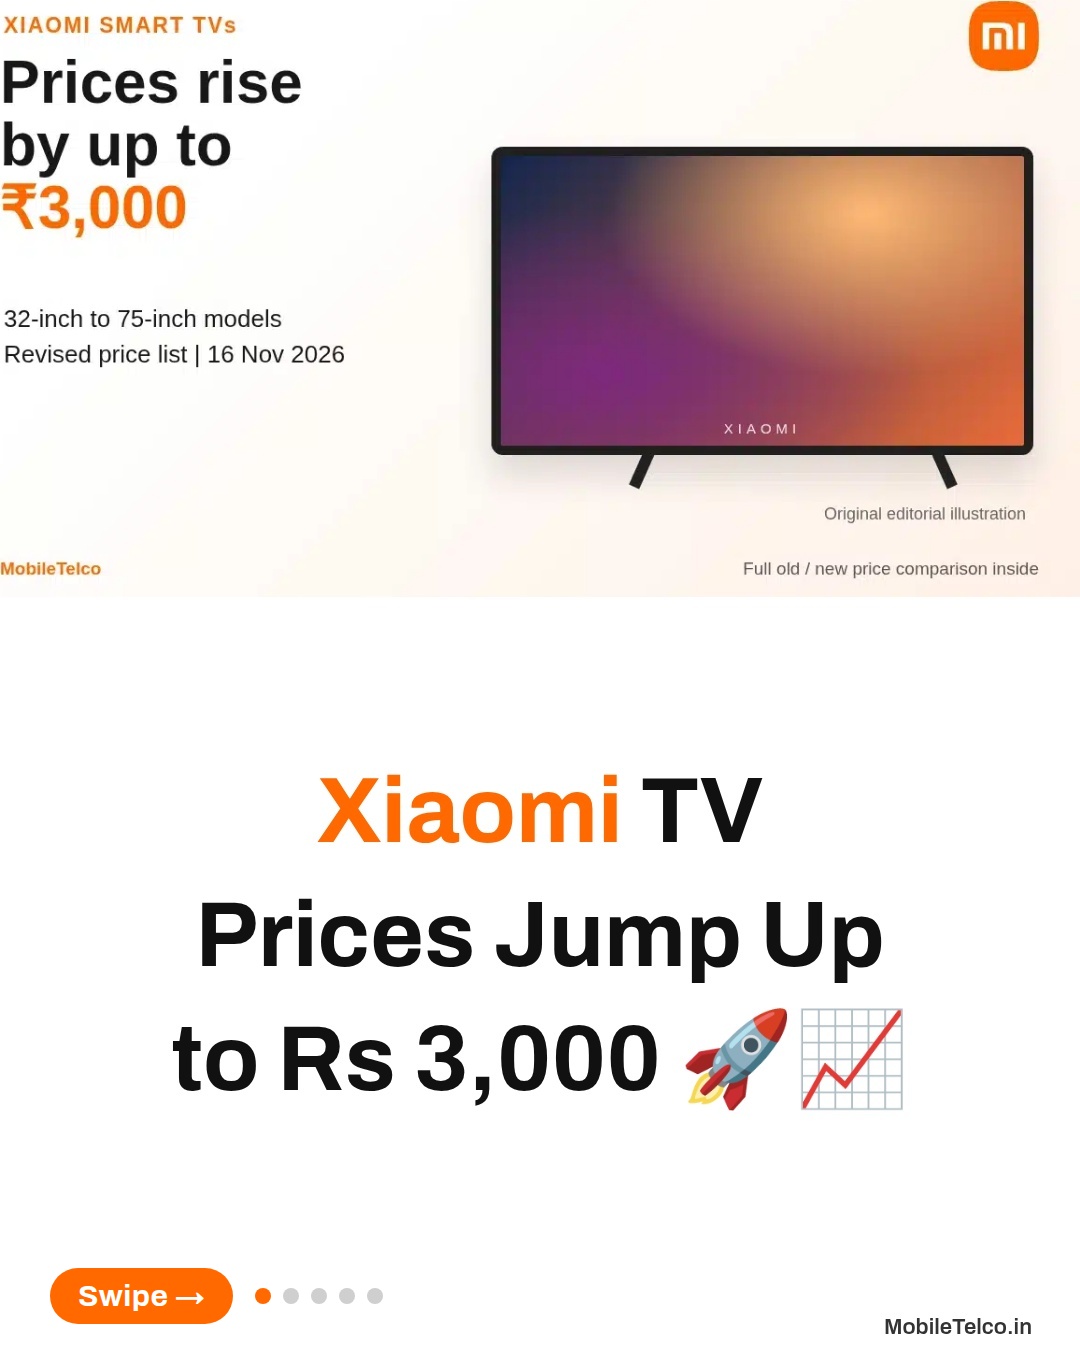 XIAOMI SMART TVs
Prices rise
by up to
₹3,000
32-inch to 75-inch models
Revised price list | 16 Nov 2026
XIAOMI
Original editorial illustration
MobileTelco
Full old / new price comparison inside
Xiaomi TV
Prices Jump Up
to Rs 3,000 🚀📈
Swipe →
MobileTelco.in